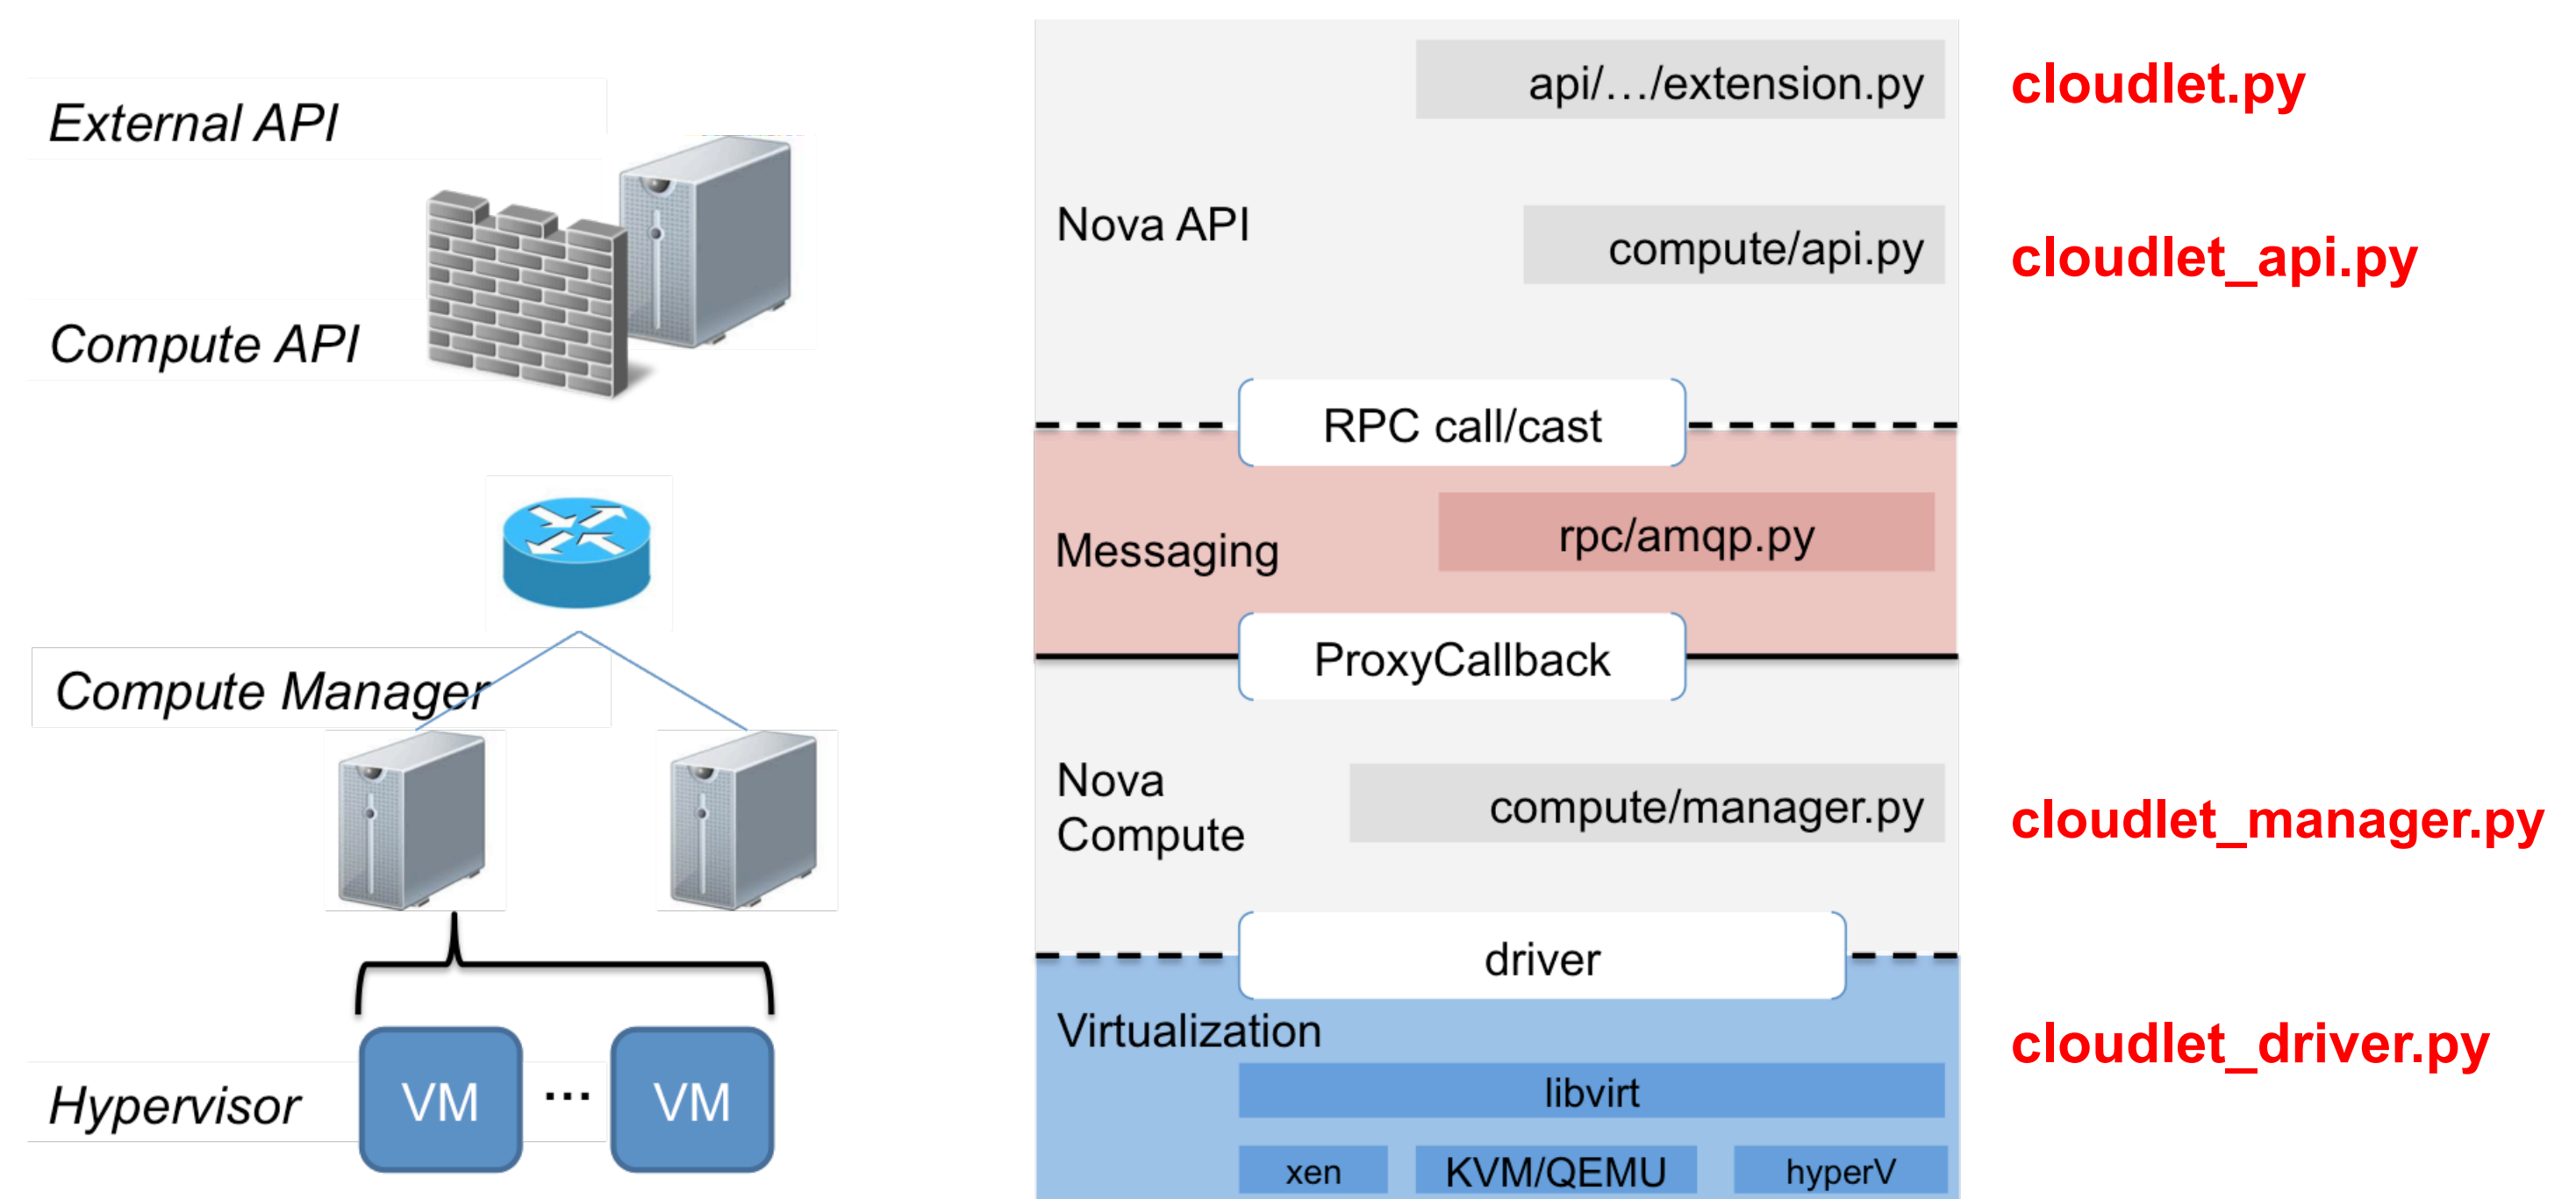 External API
Compute API
Compute Manager
Hypervisor
VM
...
VM
api/.../extension.py
Nova API
compute/api.py
RPC call/cast
Messaging
rpc/amqp.py
ProxyCallback
Nova
Compute
compute/manager.py
driver
Virtualization
libvirt
xen
KVM/QEMU
hyperV
cloudlet.py
cloudlet_api.py
cloudlet_manager.py
cloudlet_driver.py